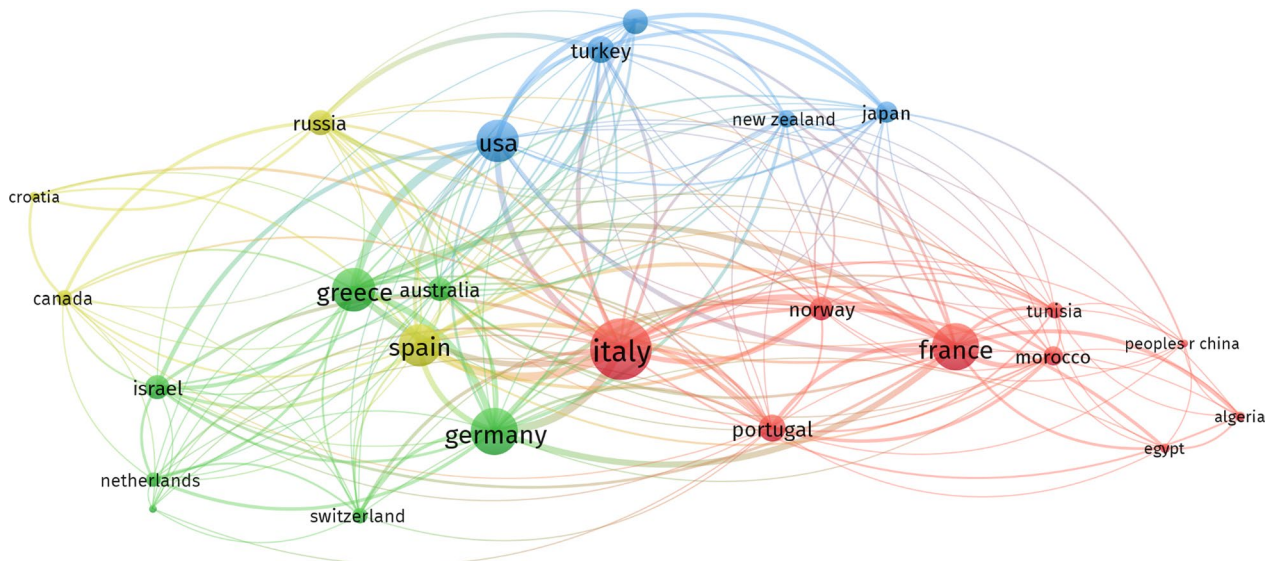 turkey
japan
new zealand
russia
usa
croatia
greece
australia
canada
norway
tunisia
peoples r china
spain
italy
france
morocco
israel
algeria
portugal
germany
egypt
netherlands
switzerland